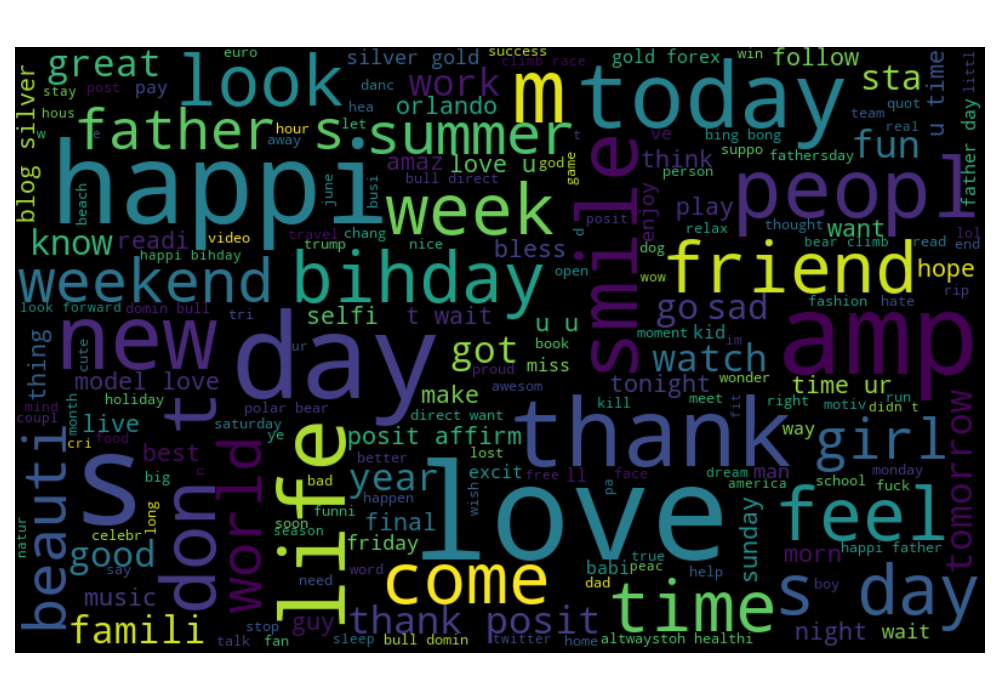 euro
silver gold
success
gold forex
win
follow
littl
great
look
climb race
m
today
sta
u time
stay
post
pay
danc
hea
work
orlando
team
quot
blog silver
hous
w
e
father s
hour
away
let
summer
t
ve
bing bong
suppo
fathersday
real
fun
father day
happi
amaz
love u
god
game
smile
think
person
peopl
beach
june
busi
bull direct
week
posit
enjoy
play
want
know
readi
video
travel
chang
nice
bless
d
relax
thought
bear climb
read
lol
end
happi bihday
trump
dog
friend
hope
weekend
bihday
open
wow
fashion
hate
rip
look forward
domin bull
tri
selfi
t wait
u u
go
sad
moment
kid
im
amp
new
day
ur
got
book
miss
watch
thing
cute
model love
proud
awesom
tonight
wonder
time ur
tomorrow
mind
coupl
month
holiday
make
kill
meet
fit
right
motiv
run
didn t
don t
polar bear
direct want
thank
live
saturday
ye
life
posit affirm
lost
way
girl
beauti
cri
food
best
n
world
better
year
excit
free
ll
face
dream
man
monday
s
big
bad
happen
wish
pa
america
school
fuck
love
feel
natur
celebr
long
funni
soon
season
final
sunday
good
say
friday
true
morn
happi father
need
word
come
babi
peac
help
dad
time
boy
s day
music
guy
thank posit
famili
talk
stop
fan
sleep
bull domin
twitter
home
altwaystoh healthi
night
wait